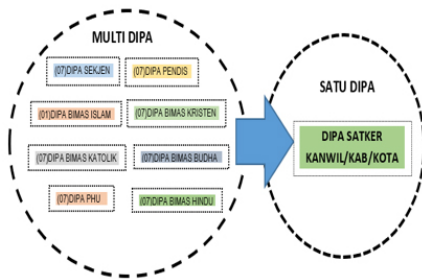 MULTI DIPA
(07)DIPA SEKJEN
(07)DIPA PENDIS
(01)DIPA BIMAS ISLAM
(07)DIPA BIMAS KRISTEN
(07)DIPA BIMAS KATOLIK
(07)DIPA BIMAS BUDHA
(07)DIPA PHU
(07)DIPA BIMAS HINDU
SATU DIPA
DIPA SATKER
KANWIL/KAB/KOTA